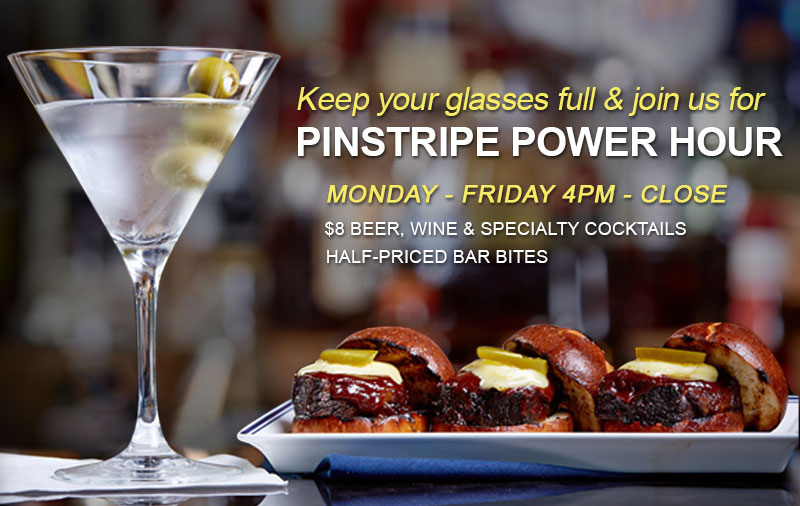 Keep your glasses full & join us for
PINSTRIPE POWER HOUR
MONDAY - FRIDAY 4PM - CLOSE
$8 BEER, WINE & SPECIALTY COCKTAILS
HALF-PRICED BAR BITES